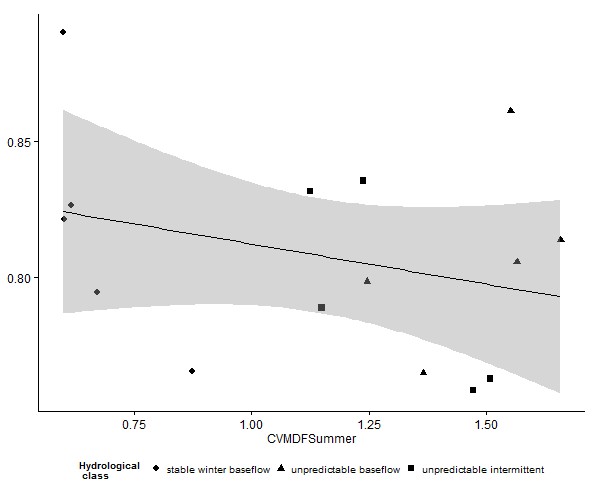 0.85
0.80
0.75 1.00 1.25 1.50
CVMDFSummer
Hydrological
class
stable winter baseflow unpredictable baseflow unpredictable intermittent